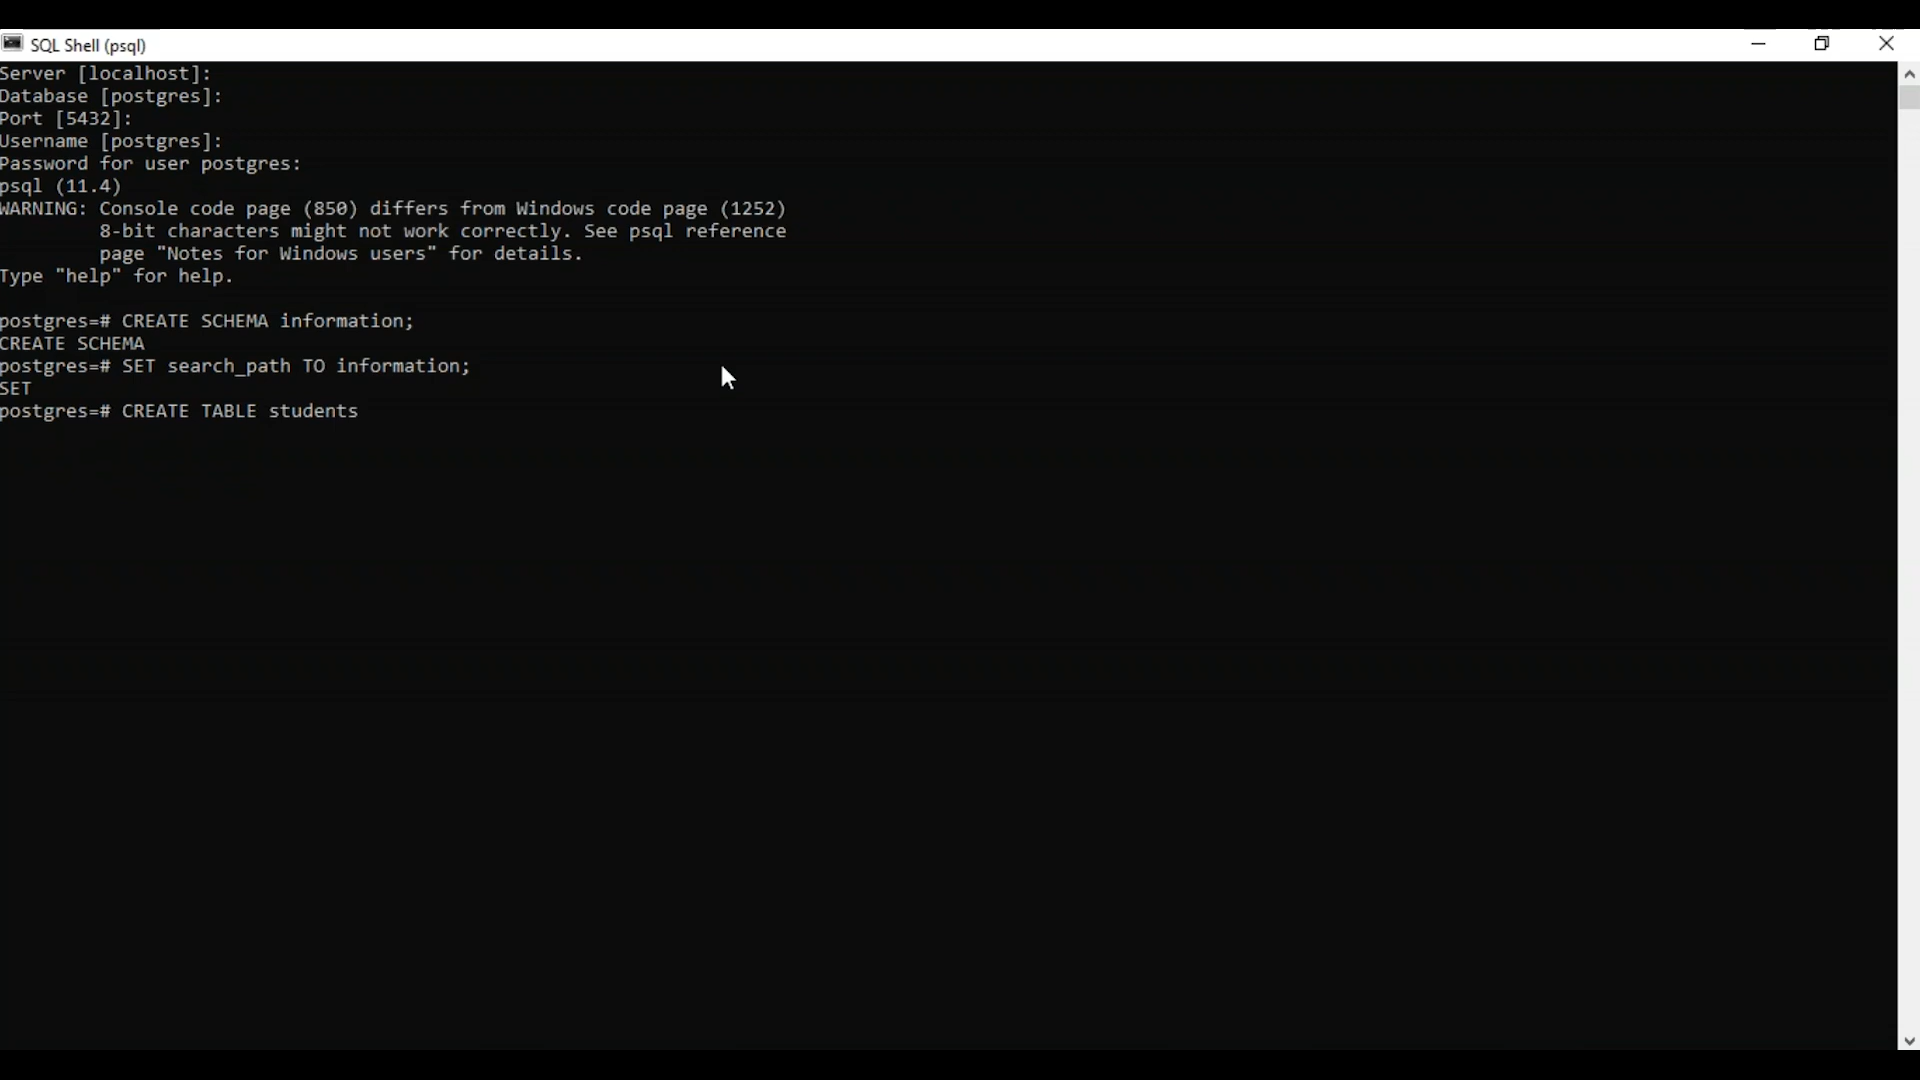 SQL Shell (psql)
Server [localhost]:
Database [postgres]:
Port [5432]:
Username [postgres]:
Password for user postgres:
psql (11.4)
WARNING: Console code page (850) differs from Windows code page (1252)
8-bit characters might not work correctly. See psql reference
page "Notes for Windows users" for details.
Type "help" for help.
postgres=# CREATE SCHEMA information;
CREATE SCHEMA
postgres=# SET search_path TO information;
SET
postgres=# CREATE TABLE students